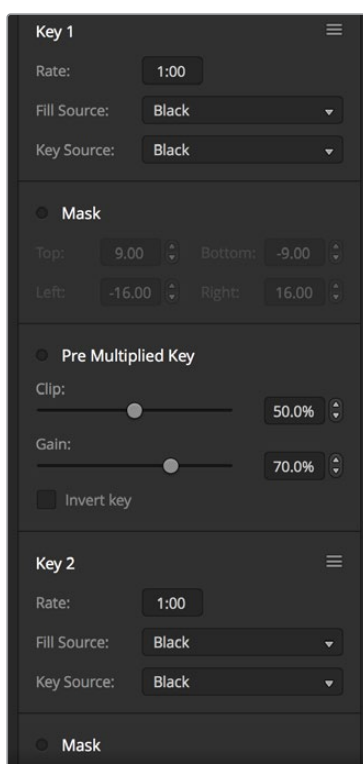 Key 1
Rate: 1:00
Fill Source: Black
Key Source: Black
Mask
Top: 9.00 Bottom: -9.00
Left: -16.00 Right: 16.00
Pre Multiplied Key
Clip:
50.0%
Gain:
70.0%
Invert key
Key 2
Rate: 1:00
Fill Source: Black
Key Source: Black
Mask